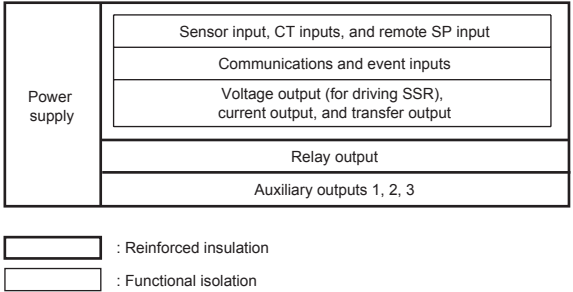 Power
supply
Sensor input, CT inputs, and remote SP input
Communications and event inputs
Voltage output (for driving SSR),
current output, and transfer output
Relay output
Auxiliary outputs 1, 2, 3
: Reinforced insulation
: Functional isolation